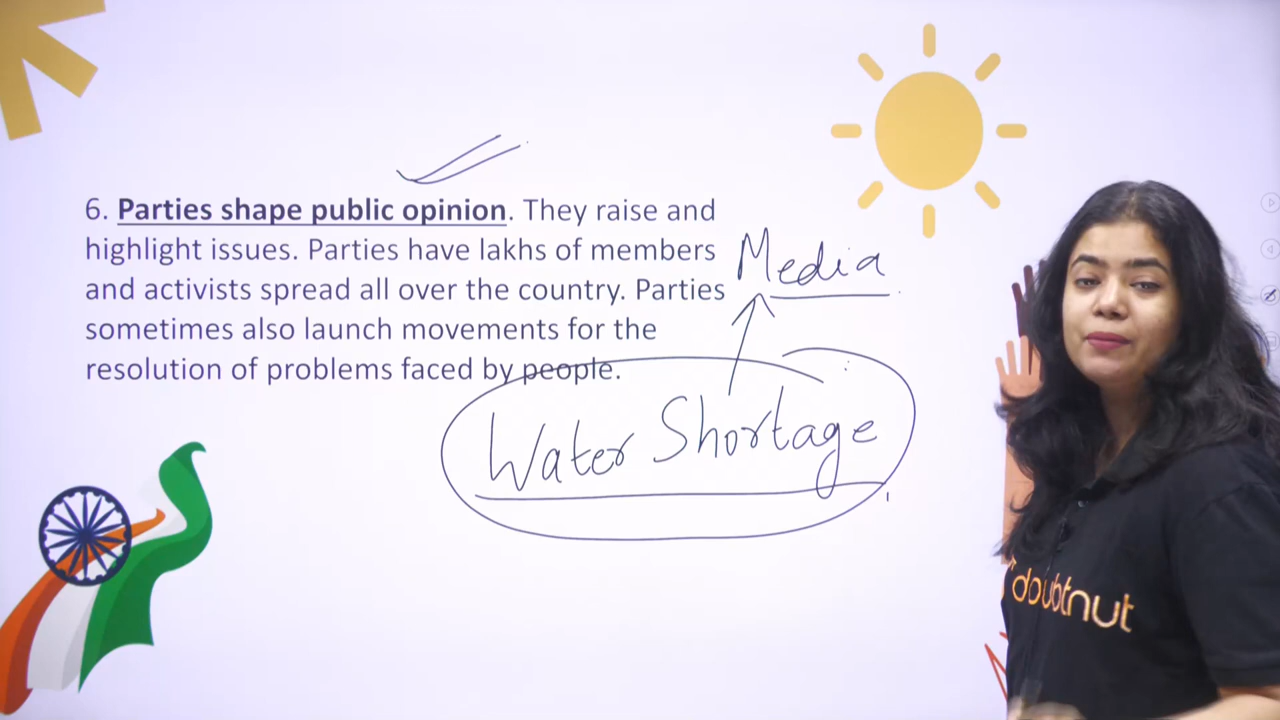 6. Parties shape public opinion. They raise and
highlight issues. Parties have lakhs of members
and activists spread all over the country. Parties
sometimes also launch movements for the
resolution of problems faced by people.
Media
Water Shortage
doubtnut